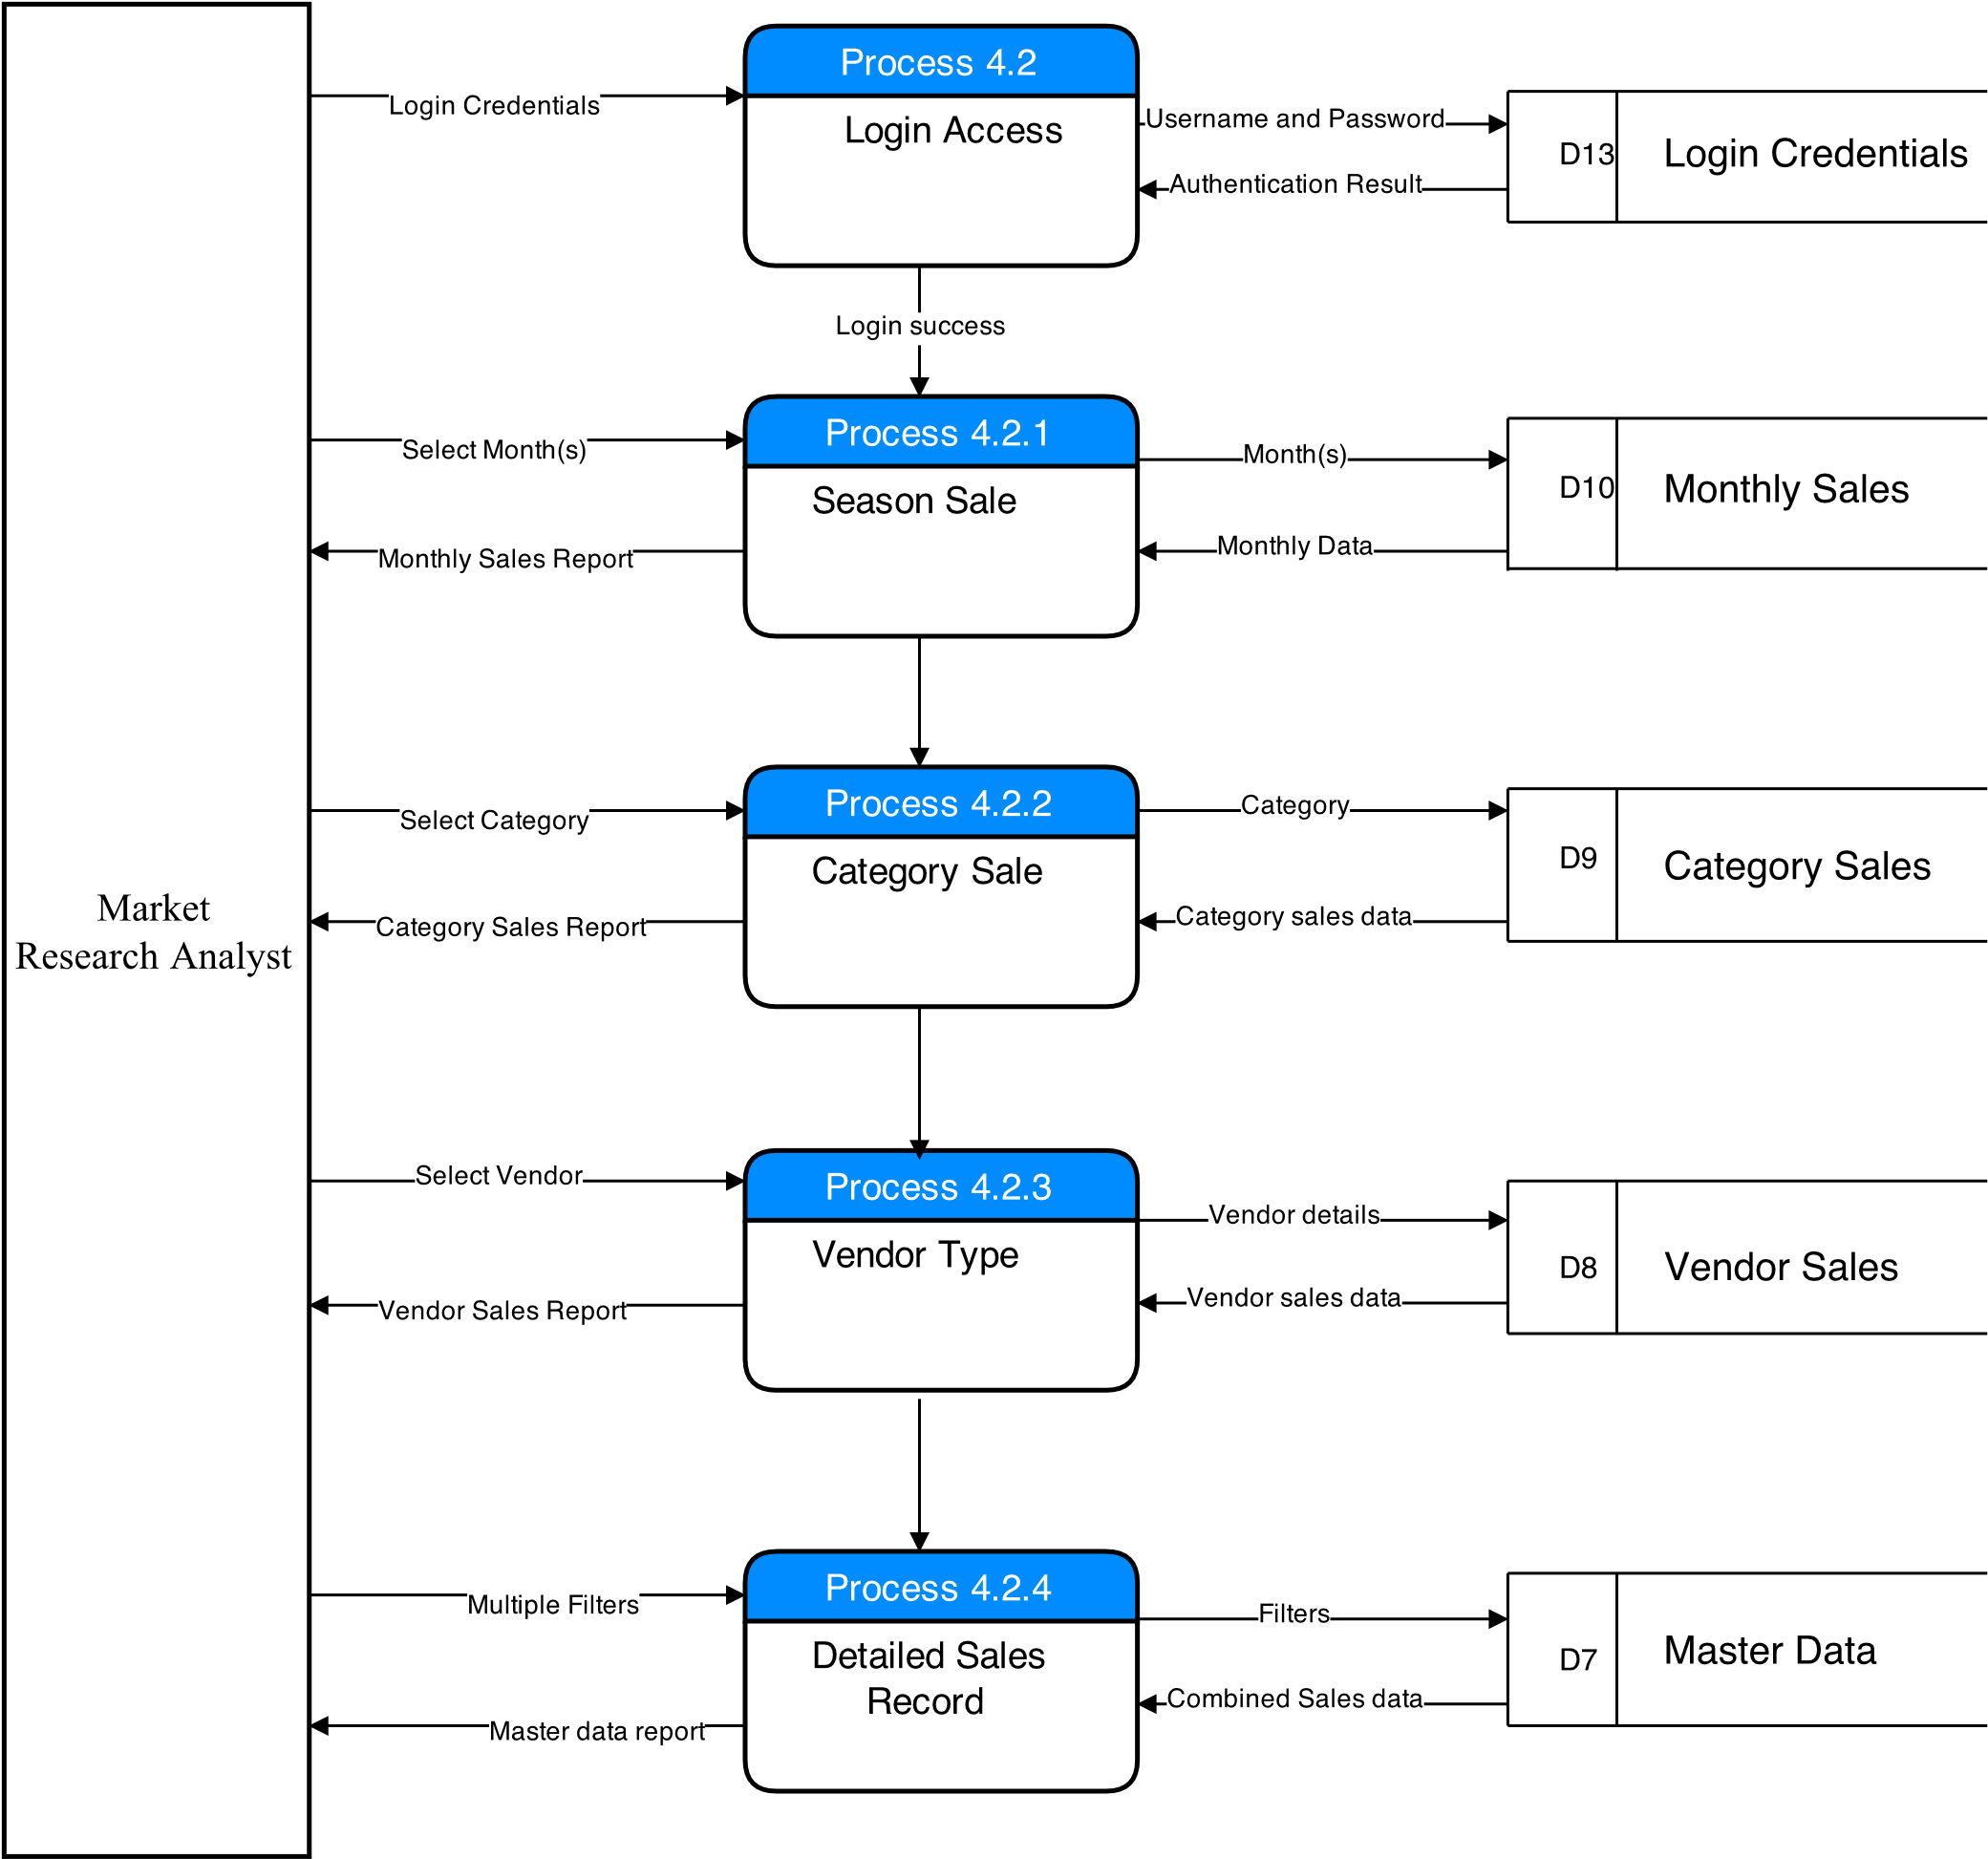 Process 4.2
Login Credentials
Login Access
Username and Password
D13
Login Credentials
Authentication Result
Login success
Process 4.2.1
Select Month(s)
Month(s)
Season Sale
D10
Monthly Sales
Monthly Sales Report
Monthly Data
Process 4.2.2
Select Category
Category
Category Sale
D9
Category Sales
Market
Research Analyst
Category Sales Report
Category sales data
Process 4.2.3
Select Vendor
Vendor details
Vendor Type
D8
Vendor Sales
Vendor Sales Report
Vendor sales data
Process 4.2.4
Multiple Filters
Filters
Detailed Sales
Record
D7
Master Data
Master data report
Combined Sales data